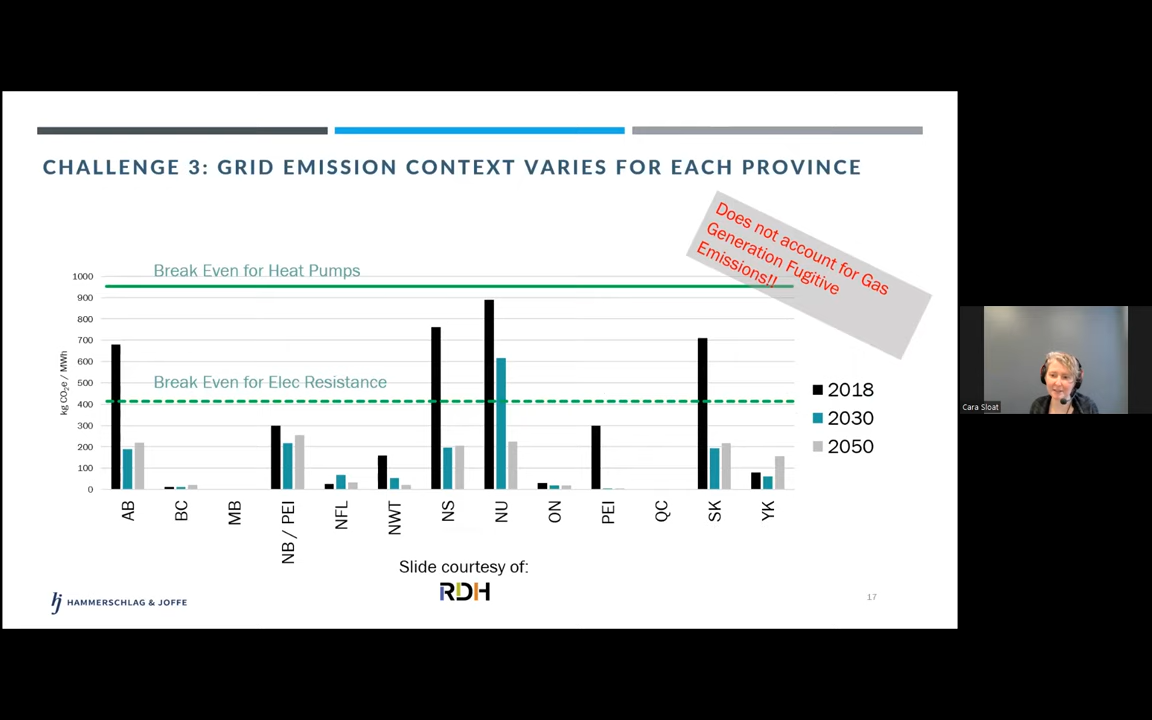 CHALLENGE 3: GRID EMISSION CONTEXT VARIES FOR EACH PROVINCE
Does not account for Gas
Generation Fugitive
Emissions!!
Break Even for Heat Pumps
Break Even for Elec Resistance
kg CO₂e / MWh
1000
900
800
700
600
500
400
300
200
100
0
AB
BC
MB
NB / PEI
NFL
NWT
NS
NU
ON
PEI
QC
SK
YK
2018
2030
2050
Slide courtesy of:
RDH
hj HAMMERSCHLAG & JOFFE
17
Cara Sloat